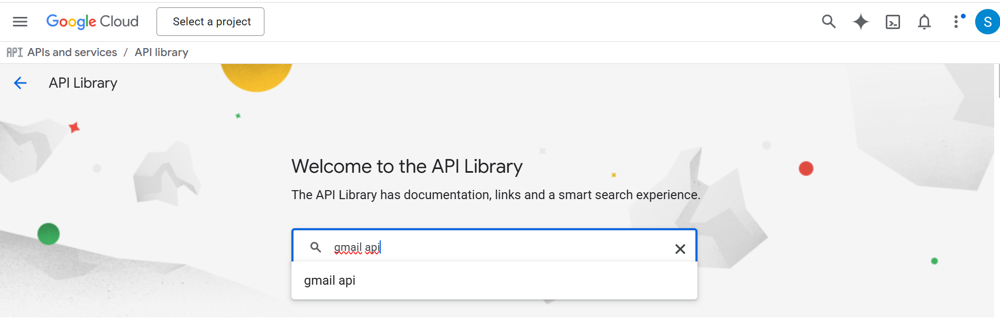 Google Cloud
Select a project
S
API APIs and services / API library
API Library
Welcome to the API Library
The API Library has documentation, links and a smart search experience.
gmail api
gmail api